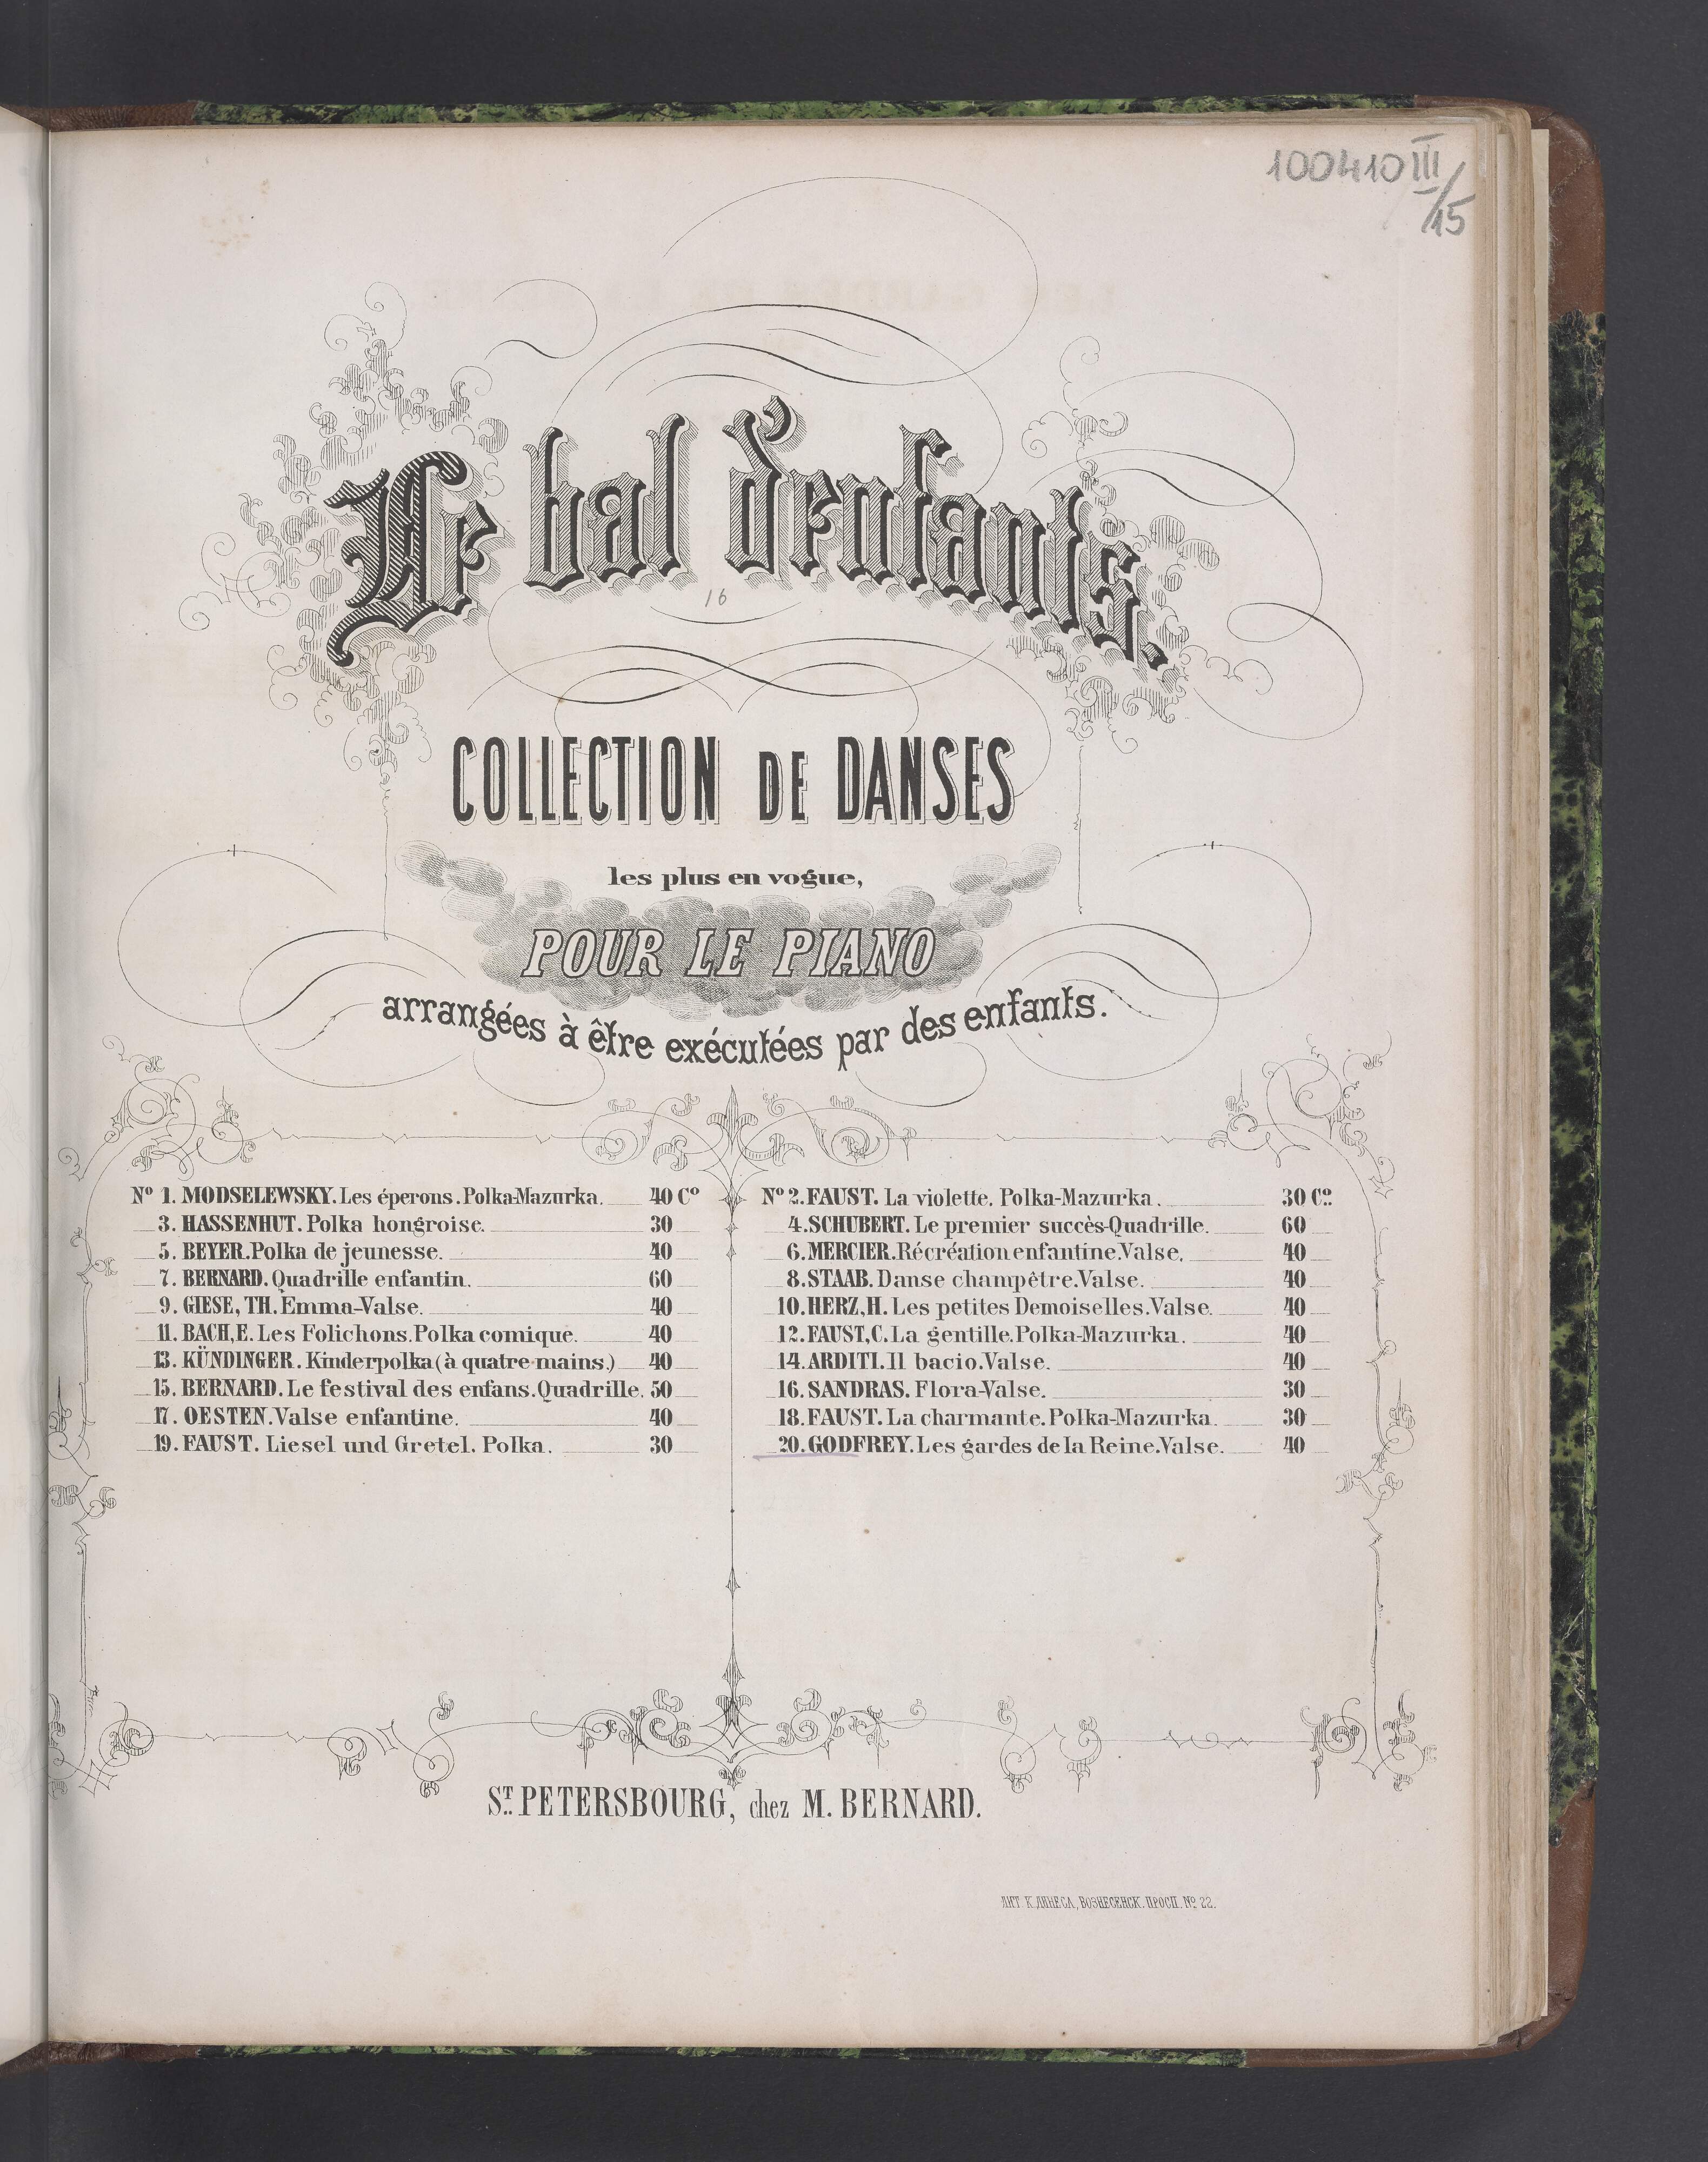 100410 III
/15
Le bal d'enfants.
16
COLLECTION DE DANSES
les plus en vogue,
POUR LE PIANO
arrangées à être exécutées par des enfants.
Nº 1. MODSELEWSKY. Les éperons. Polka-Mazurka. 40 Cº
3. HASSENHUT. Polka hongroise. 30
5. BEYER. Polka de jeunesse. 40
7. BERNARD. Quadrille enfantin. 60
9. GIESE, TH. Emma-Valse. 40
11. BACH, E. Les Folichons. Polka comique. 40
13. KÜNDINGER. Kinderpolka (à quatre mains.) 40
15. BERNARD. Le festival des enfans. Quadrille. 50
17. OESTEN. Valse enfantine. 40
19. FAUST. Liesel und Gretel. Polka. 30
Nº 2. FAUST. La violette. Polka-Mazurka. 30 Cº
4. SCHUBERT. Le premier succès-Quadrille. 60
6. MERCIER. Récréation enfantine. Valse. 40
8. STAAB. Danse champêtre. Valse. 40
10. HERZ, H. Les petites Demoiselles. Valse. 40
12. FAUST, C. La gentille. Polka-Mazurka. 40
14. ARDITI. Il bacio. Valse. 40
16. SANDRAS. Flora-Valse. 30
18. FAUST. La charmante. Polka-Mazurka. 30
20. GODFREY. Les gardes de la Reine. Valse. 40
ST. PETERSBOURG, chez M. BERNARD.
ЛИТ. К. ВОЗНЕСЕНСК. ПРОСП. № 22.